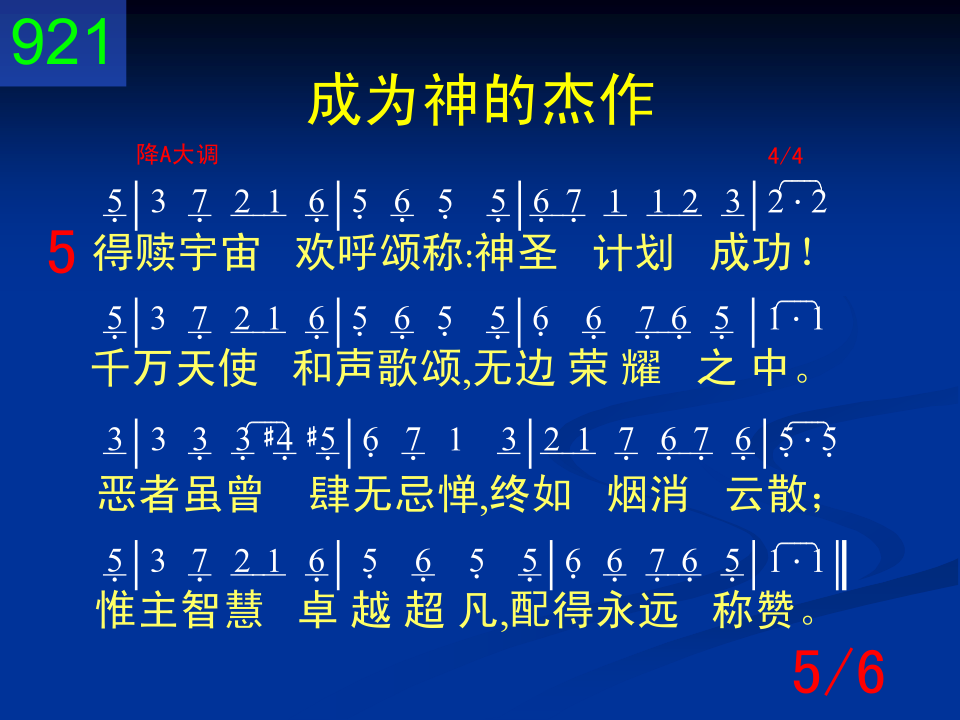 921
成为神的杰作
降A大调 4/4
5̣|3 7̣ 2 1 6̣|5̣ 6̣ 5̣ 5̣|6̣ 7̣ 1 1 2 3|2 · 2
5 得赎宇宙 欢呼颂称:神圣 计划 成功!
5̣|3 7̣ 2 1 6̣|5̣ 6̣ 5̣ 5̣|6̣ 6̣ 7̣ 6̣ 5̣|1 · 1
千万天使 和声歌颂,无边 荣 耀 之 中。
3|3 3̣ 3̣ #4̣ #5̣|6̣ 7̣ 1 3|2 1 7̣ 6̣ 7̣ 6̣|5̣ · 5̣
恶者虽曾 肆无忌惮,终如 烟消 云散;
5̣|3 7̣ 2 1 6̣|5̣ 6̣ 5̣ 5̣|6̣ 6̣ 7̣ 6̣ 5̣|1 · 1‖
惟主智慧 卓 越 超 凡,配得永远 称赞。
5/6